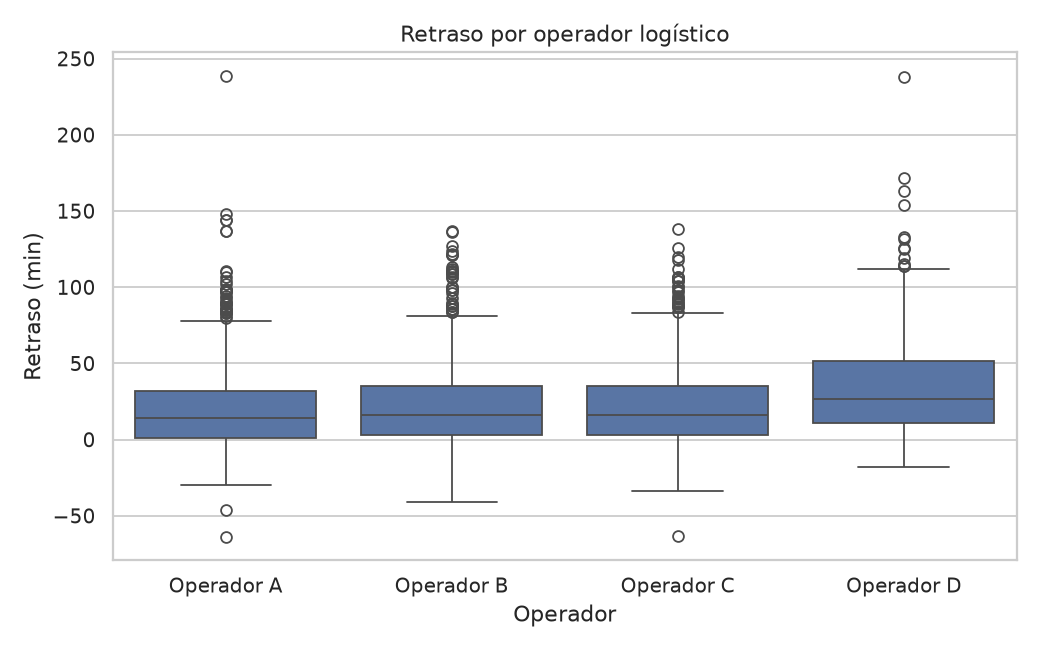 Retraso por operador logístico
Retraso (min)
250
200
150
100
50
0
−50
Operador A
Operador B
Operador C
Operador D
Operador